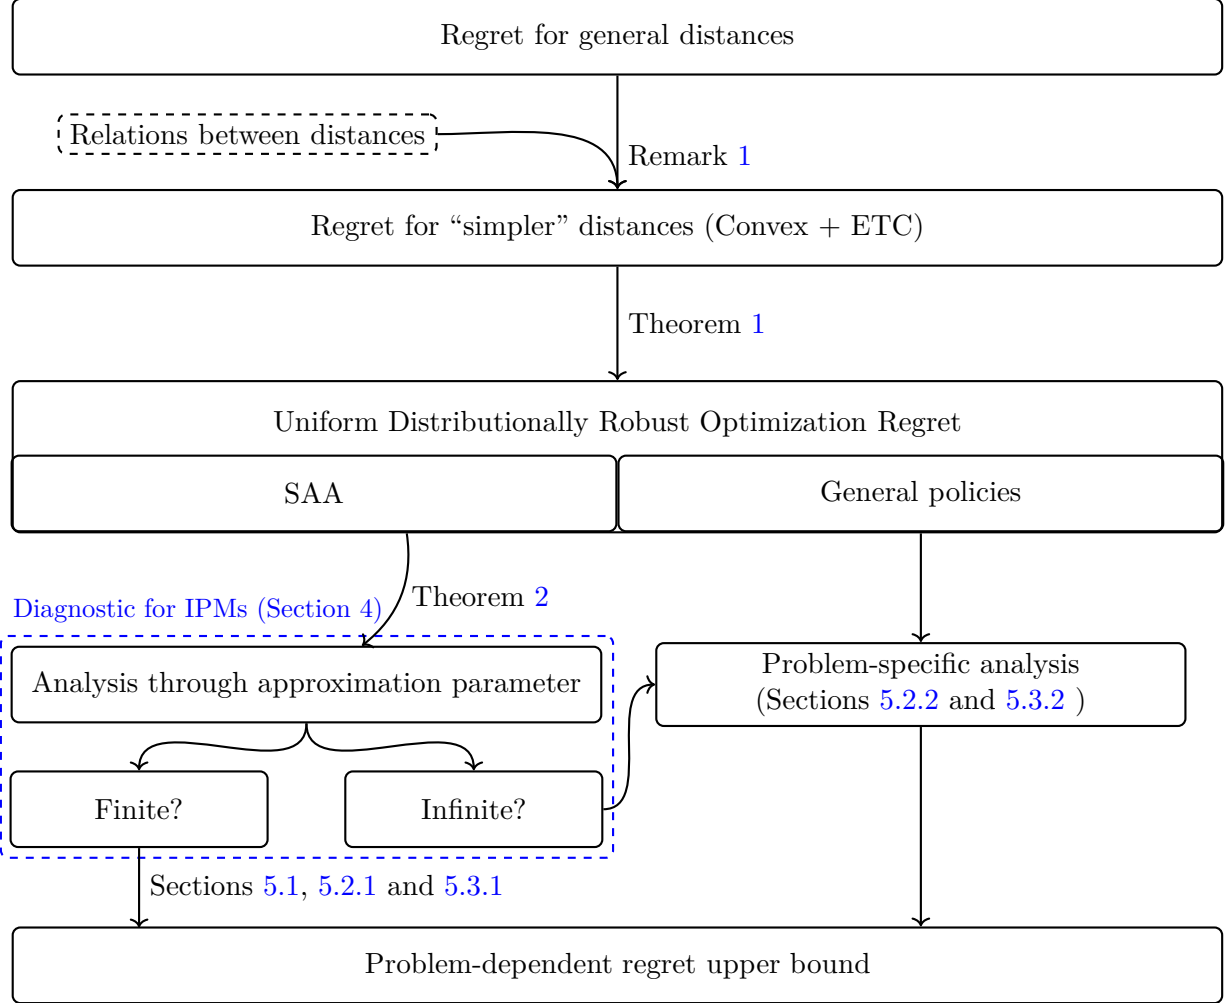 Regret for general distances
Relations between distances
Remark 1
Regret for “simpler” distances (Convex + ETC)
Theorem 1
Uniform Distributionally Robust Optimization Regret
SAA
General policies
Theorem 2
Diagnostic for IPMs (Section 4)
Analysis through approximation parameter
Problem-specific analysis
(Sections 5.2.2 and 5.3.2 )
Finite?
Infinite?
Sections 5.1, 5.2.1 and 5.3.1
Problem-dependent regret upper bound